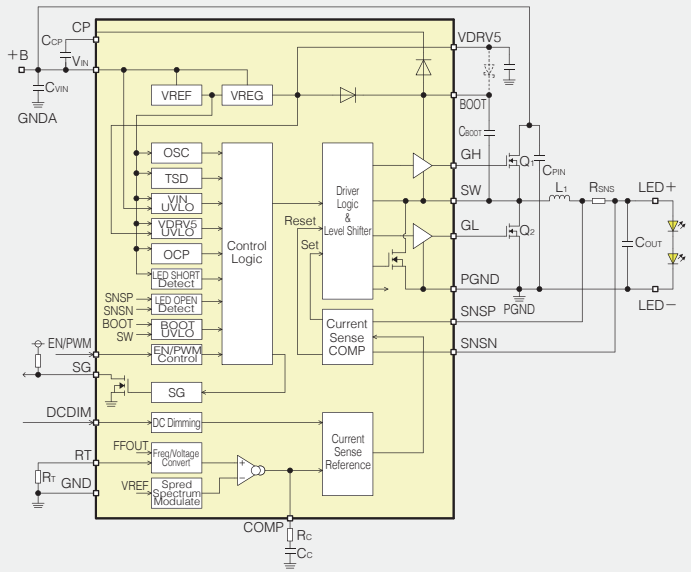 CP
CCP
+B
VIN
CVIN
GNDA
VREF
VREG
VDRV5
BOOT
CBOOT
OSC
TSD
VIN
UVLO
VDRV5
UVLO
OCP
LED SHORT
Detect
SNSP
SNSN
LED OPEN
Detect
BOOT
SW
BOOT
UVLO
EN/PWM
EN/PWM
Control
SG
SG
Control
Logic
Reset
Set
Driver
Logic
&
Level Shifter
GH
Q1
CPIN
SW
L1
RSNS
LED+
GL
Q2
COUT
PGND
PGND
LED−
SNSP
SNSN
Current
Sense
COMP
DCDIM
DC Dimming
FFOUT
Freq/Voltage
Convert
RT
RT
GND
VREF
Spred
Spectrum
Modulate
+
−
Current
Sense
Reference
COMP
RC
CC